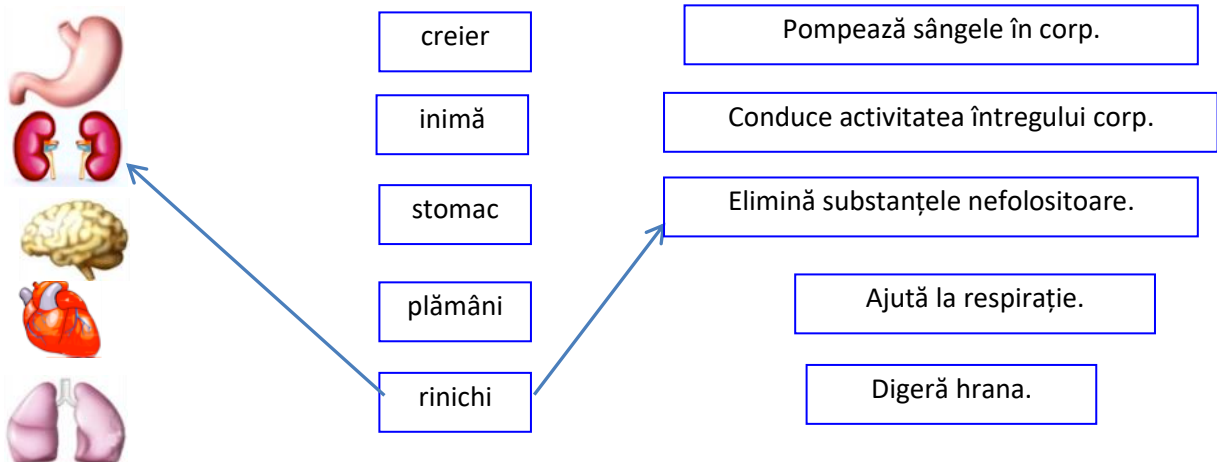 creier
Pompează sângele în corp.
inimă
Conduce activitatea întregului corp.
stomac
Elimină substanțele nefolositoare.
plămâni
Ajută la respirație.
rinichi
Digeră hrana.